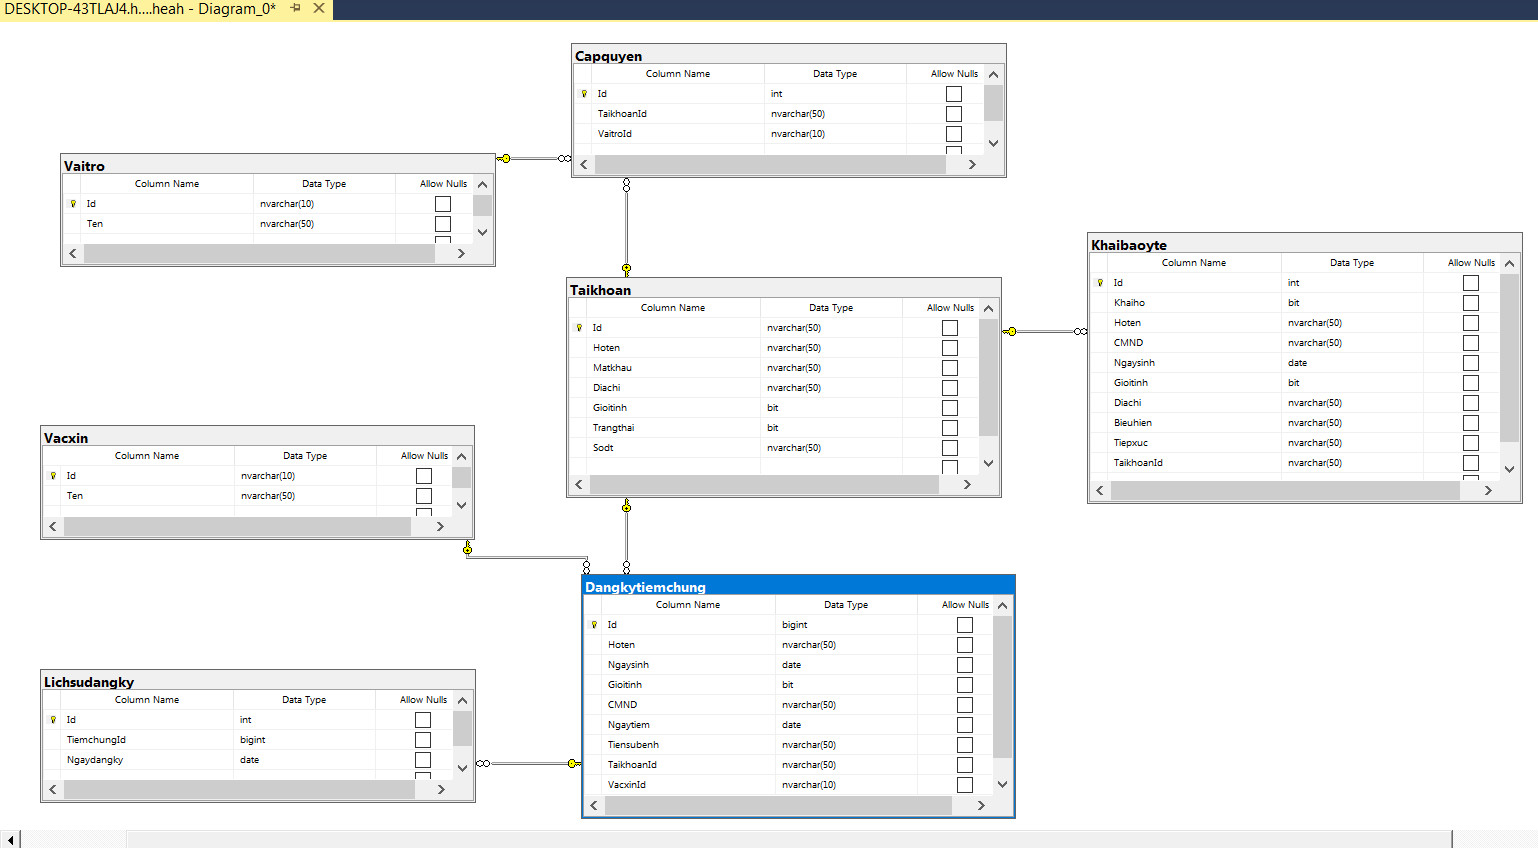 DESKTOP-43TLAJ4.h....heah - Diagram_0*
Capquyen
Column Name Data Type Allow Nulls
Id int
TaikhoanId nvarchar(50)
VaitroId nvarchar(10)
Vaitro
Column Name Data Type Allow Nulls
Id nvarchar(10)
Ten nvarchar(50)
Khaibaoyte
Column Name Data Type Allow Nulls
Id int
Khaiho bit
Hoten nvarchar(50)
CMND nvarchar(50)
Ngaysinh date
Gioitinh bit
Diachi nvarchar(50)
Bieuhien nvarchar(50)
Tiepxuc nvarchar(50)
TaikhoanId nvarchar(50)
Taikhoan
Column Name Data Type Allow Nulls
Id nvarchar(50)
Hoten nvarchar(50)
Matkhau nvarchar(50)
Diachi nvarchar(50)
Gioitinh bit
Trangthai bit
Sodt nvarchar(50)
Vacxin
Column Name Data Type Allow Nulls
Id nvarchar(10)
Ten nvarchar(50)
Dangkytiemchung
Column Name Data Type Allow Nulls
Id bigint
Hoten nvarchar(50)
Ngaysinh date
Gioitinh bit
CMND nvarchar(50)
Ngaytiem date
Tiensubenh nvarchar(50)
TaikhoanId nvarchar(50)
VacxinId nvarchar(10)
Lichsudangky
Column Name Data Type Allow Nulls
Id int
TiemchungId bigint
Ngaydangky date